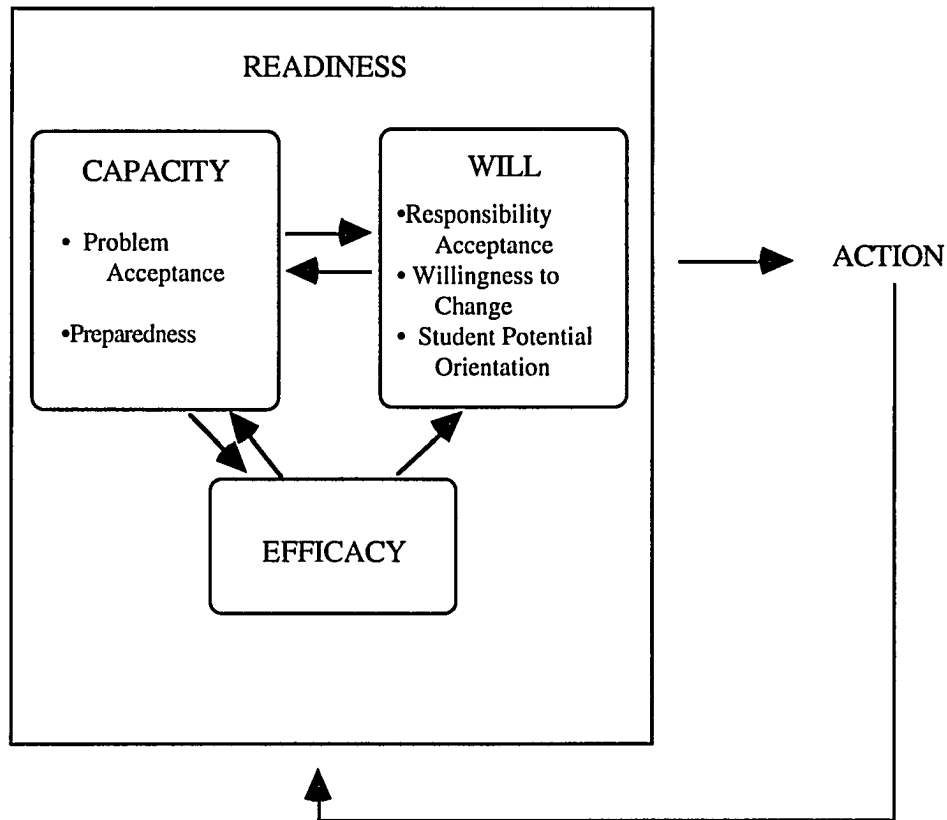 READINESS
CAPACITY
• Problem
Acceptance
•Preparedness
WILL
•Responsibility
Acceptance
• Willingness to
Change
• Student Potential
Orientation
ACTION
EFFICACY